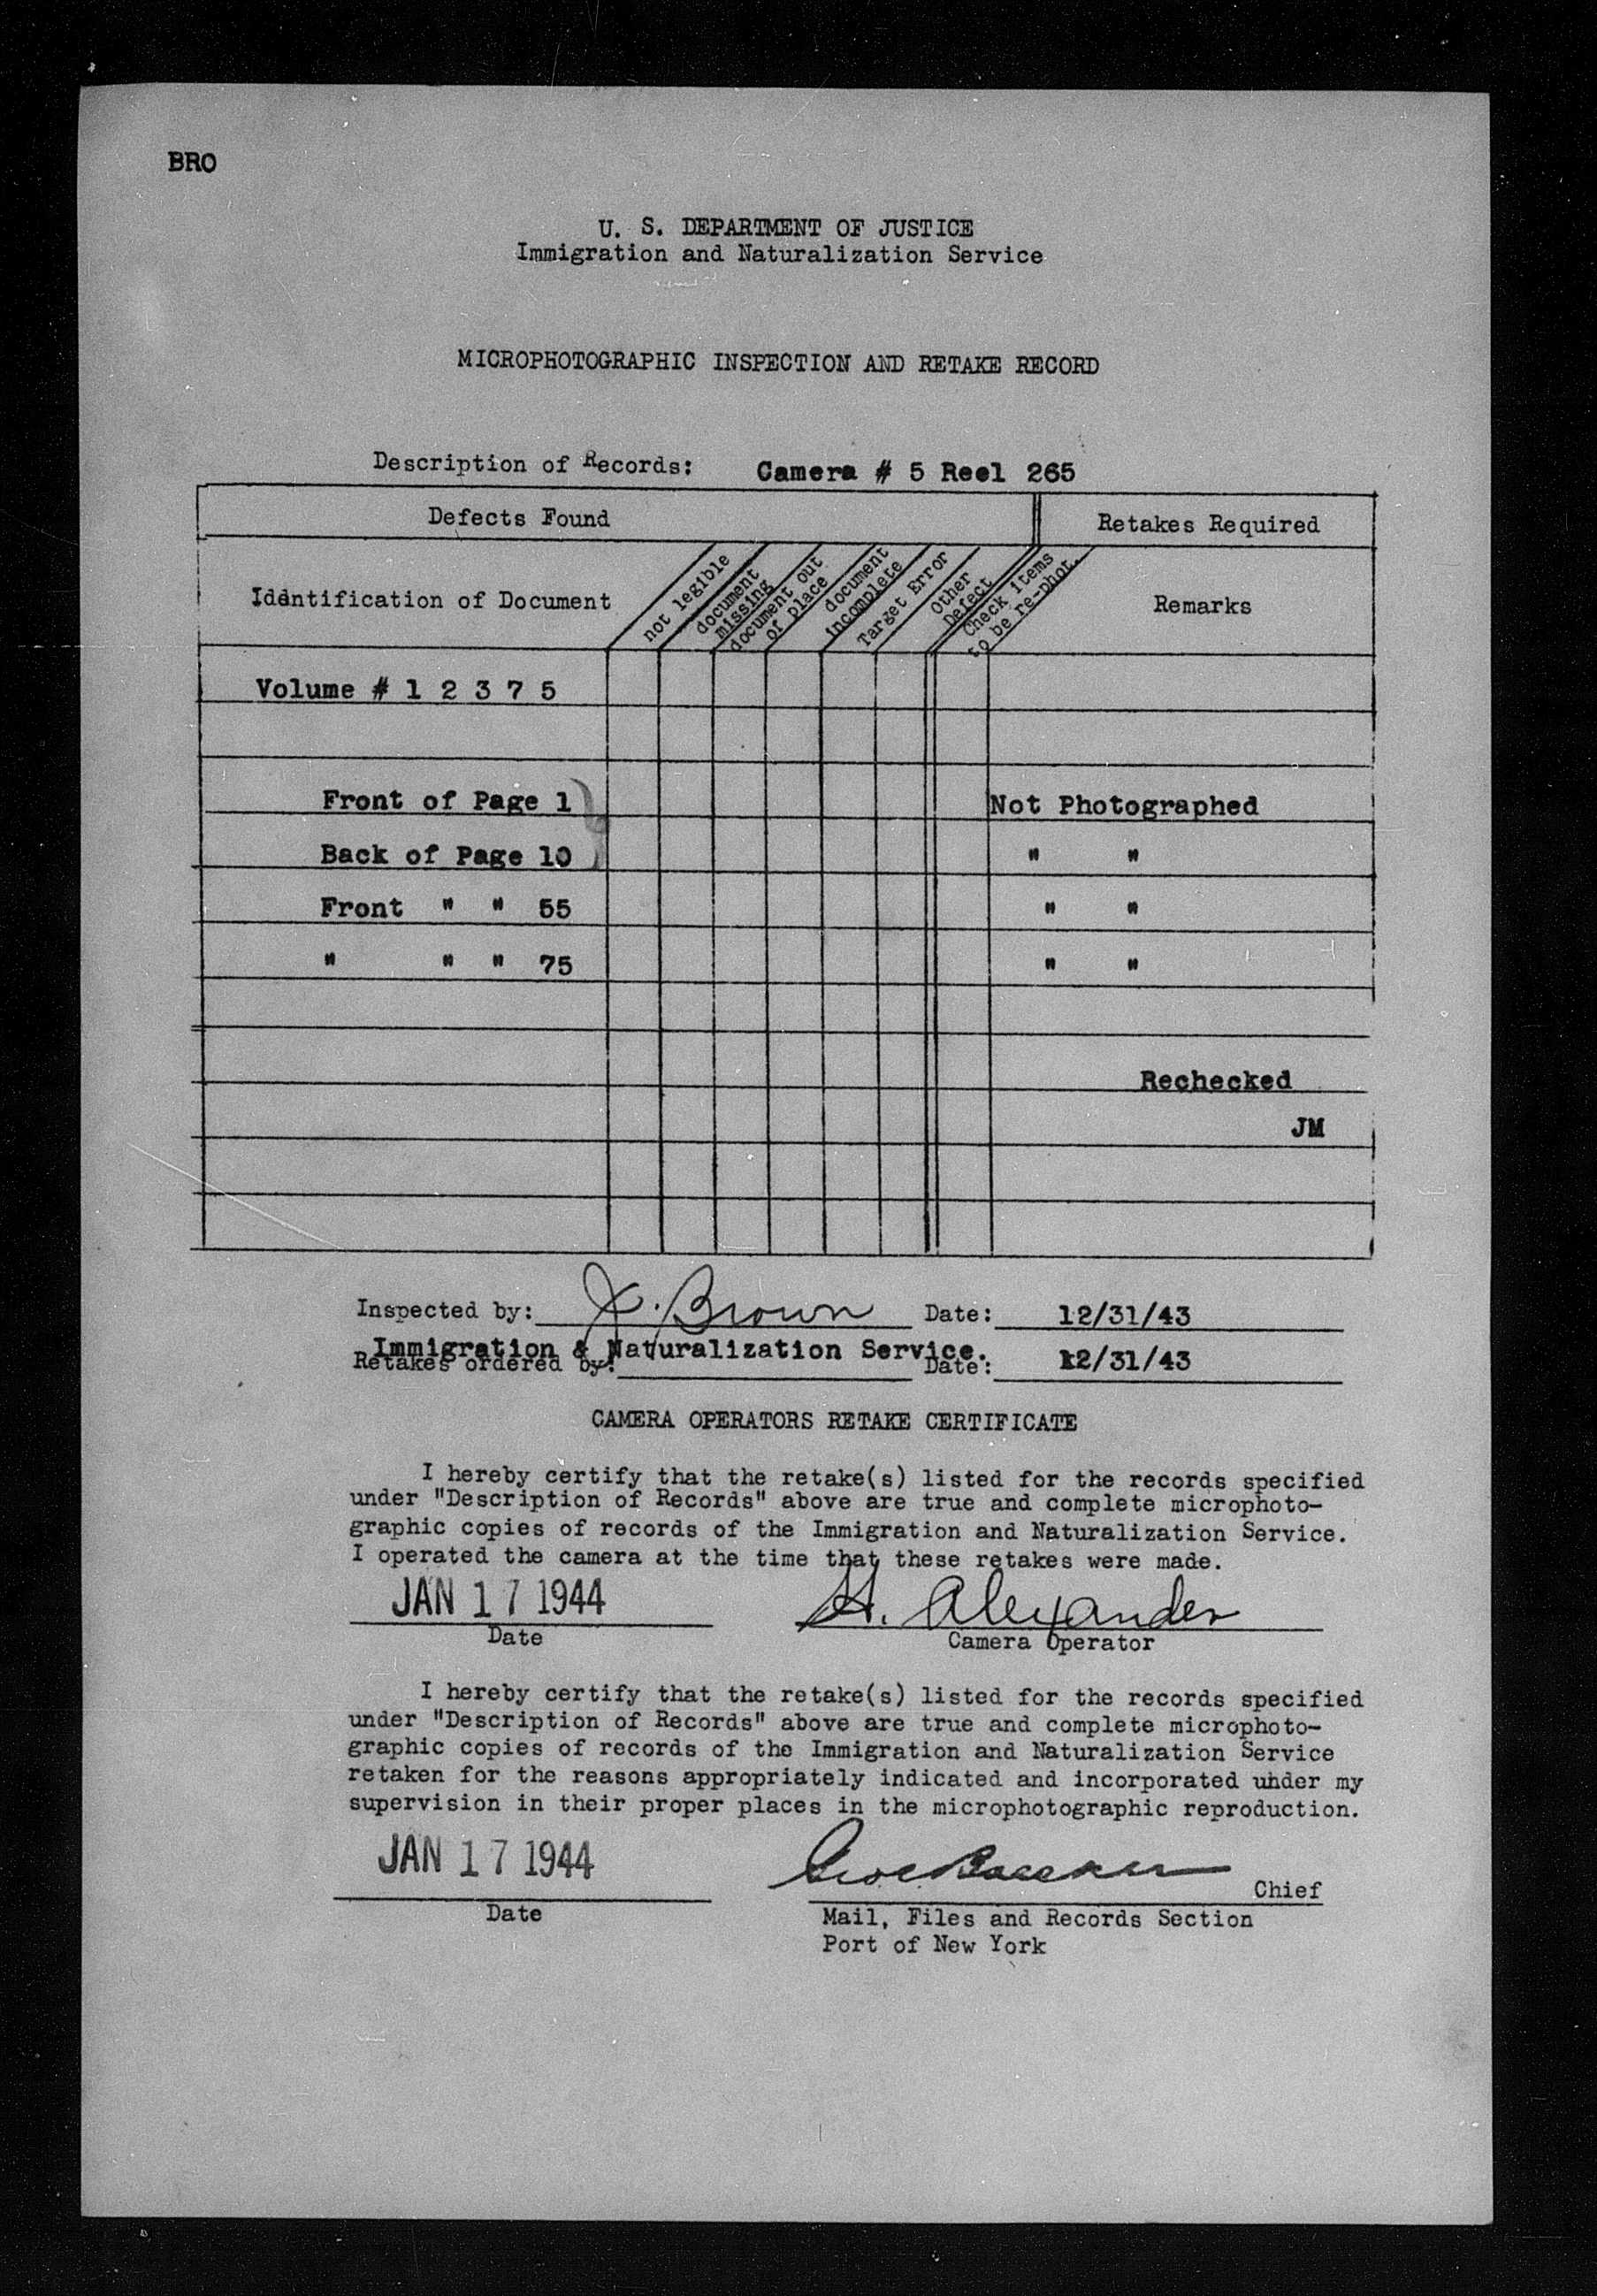 BRO
U. S. DEPARTMENT OF JUSTICE
Immigration and Naturalization Service
MICROPHOTOGRAPHIC INSPECTION AND RETAKE RECORD
Description of Records: Camera # 5 Reel 265
Defects Found
Retakes Required
Identification of Document
not legible
document missing
document out of place
document incomplete
Target Error
Other Defect
Check items to be re-phot.
Remarks
Volume # 1 2 3 7 5
Front of Page 1 Not Photographed
Back of Page 10 " "
Front " " 55 " "
" " " 75 " "
Rechecked
JM
Inspected by: J. Brown Date: 12/31/43
Immigration & Naturalization Service.
Retakes ordered by: Date: 12/31/43
CAMERA OPERATORS RETAKE CERTIFICATE
I hereby certify that the retake(s) listed for the records specified
under "Description of Records" above are true and complete microphoto-
graphic copies of records of the Immigration and Naturalization Service.
I operated the camera at the time that these retakes were made.
JAN 17 1944 H. Alexander
Date Camera Operator
I hereby certify that the retake(s) listed for the records specified
under "Description of Records" above are true and complete microphoto-
graphic copies of records of the Immigration and Naturalization Service
retaken for the reasons appropriately indicated and incorporated under my
supervision in their proper places in the microphotographic reproduction.
JAN 17 1944
Chief
Date
Mail, Files and Records Section
Port of New York